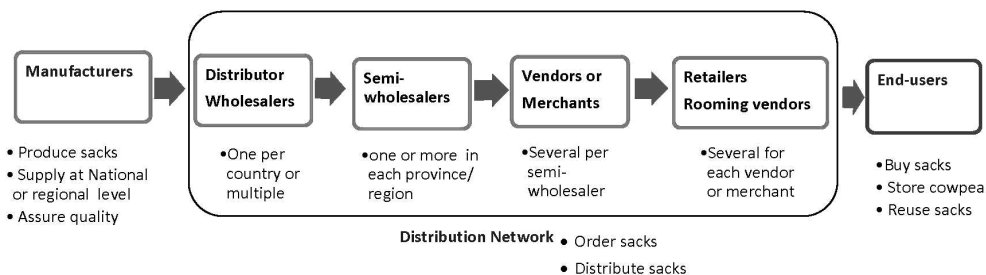 Manufacturers
• Produce sacks
• Supply at National
or regional level
• Assure quality
Distributor
Wholesalers
•One per
country or
multiple
Semi-
wholesalers
•one or more in
each province/
region
Vendors or
Merchants
•Several per
semi-
wholesaler
Retailers
Rooming vendors
•Several for
each vendor
or merchant
End-users
• Buy sacks
• Store cowpea
• Reuse sacks
Distribution Network
• Order sacks
• Distribute sacks